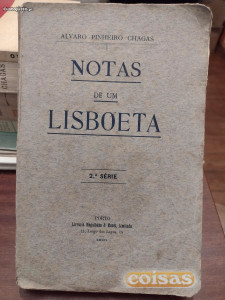 ALVARO PINHEIRO CHAGAS
NOTAS
DE UM
LISBOETA
2.ª SÉRIE
PORTO
coisas